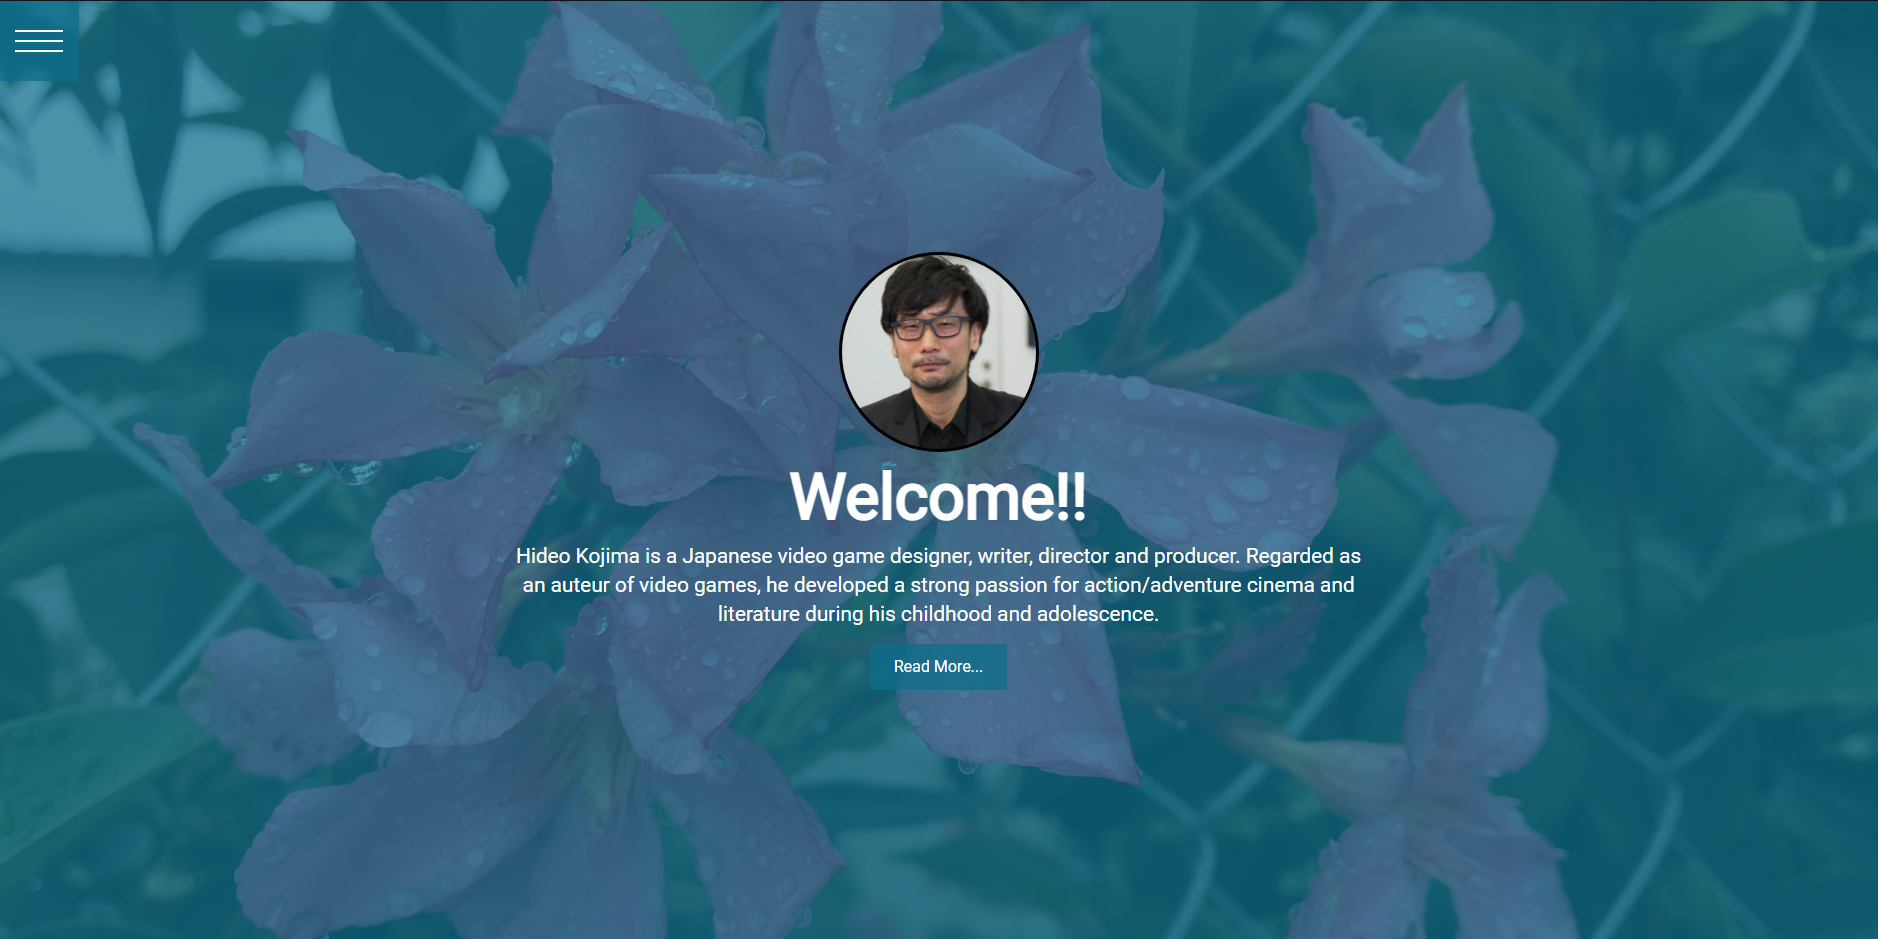 Welcome!!
Hideo Kojima is a Japanese video game designer, writer, director and producer. Regarded as
an auteur of video games, he developed a strong passion for action/adventure cinema and
literature during his childhood and adolescence.
Read More...